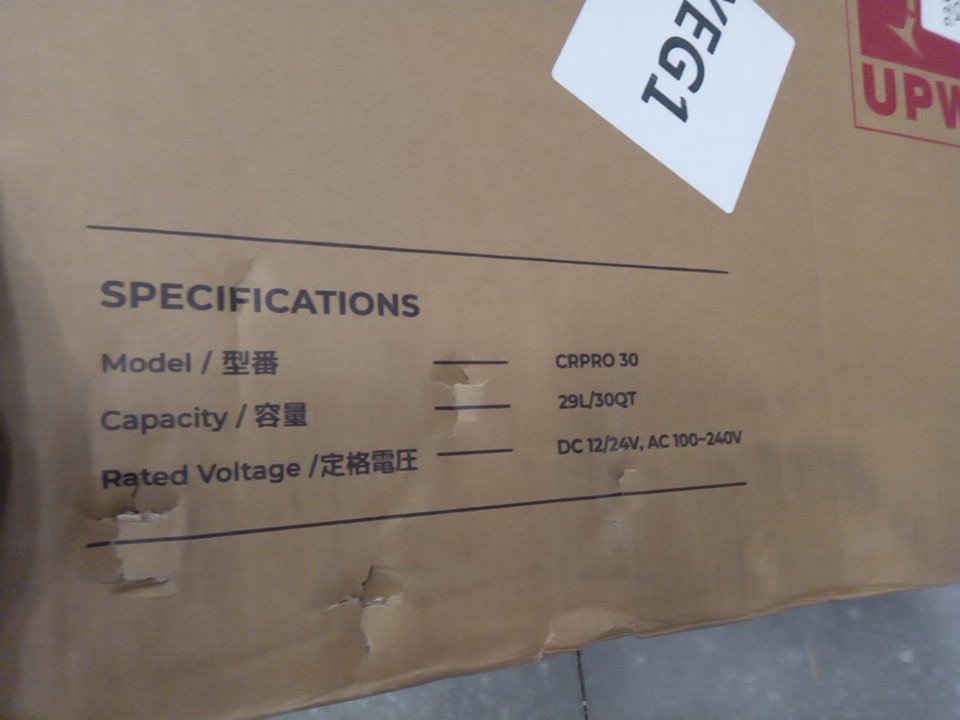 VEG1
SPECIFICATIONS
Model / 型番 CRPRO 30
Capacity / 容量 29L/30QT
Rated Voltage /定格電圧 DC 12/24V, AC 100-240V